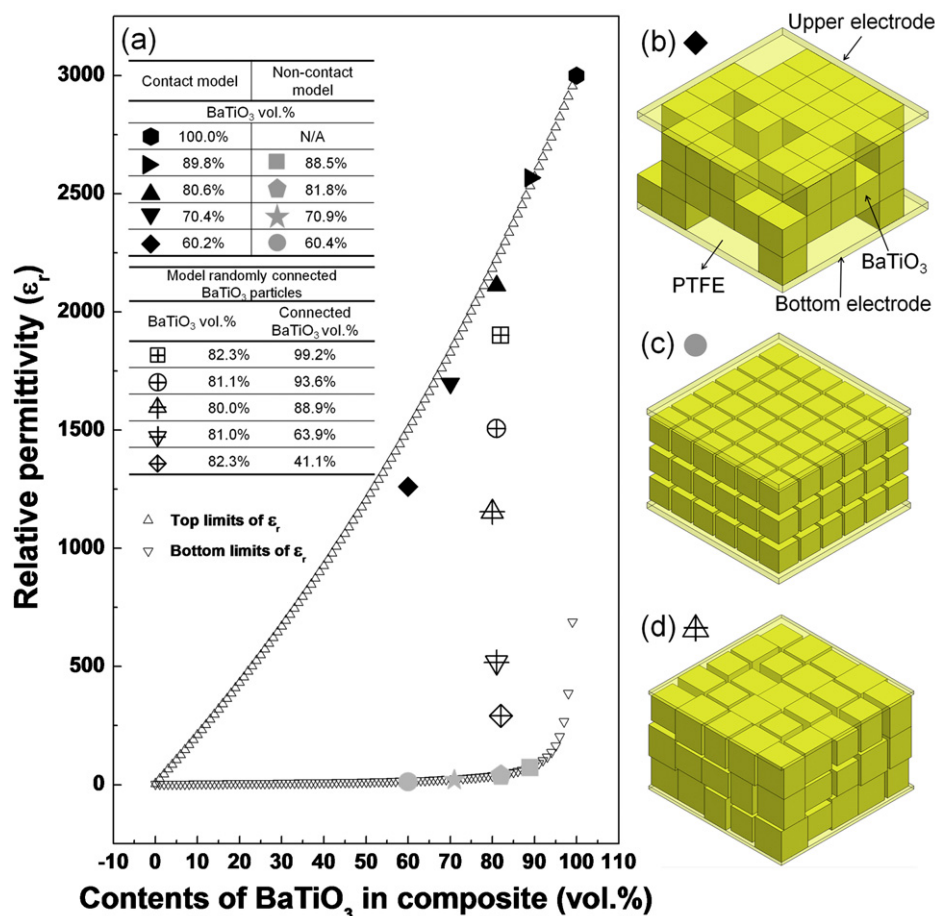 (a)
Relative permittivity (εr)
3000
2500
2000
1500
1000
500
0
-10 0 10 20 30 40 50 60 70 80 90 100 110
Contents of BaTiO3 in composite (vol.%)
Contact model Non-contact model
BaTiO3 vol.%
100.0% N/A
89.8% 88.5%
80.6% 81.8%
70.4% 70.9%
60.2% 60.4%
Model randomly connected
BaTiO3 particles
BaTiO3 vol.% Connected BaTiO3 vol.%
82.3% 99.2%
81.1% 93.6%
80.0% 88.9%
81.0% 63.9%
82.3% 41.1%
Top limits of εr
Bottom limits of εr
(b)
Upper electrode
BaTiO3
PTFE
Bottom electrode
(c)
(d)